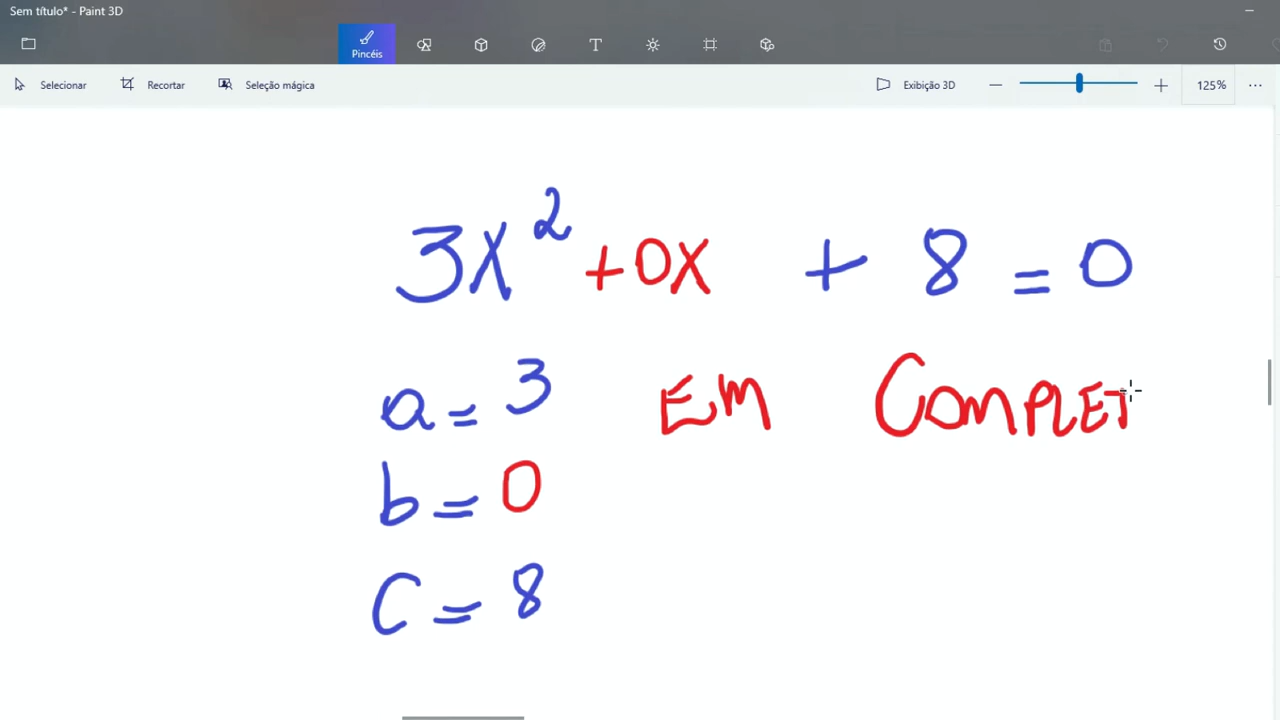 Sem título* - Paint 3D
Pincéis
Selecionar Recortar Seleção mágica Exibição 3D 125%
3x² +0x + 8 = 0
a = 3 Em COMPLET
b = 0
C = 8